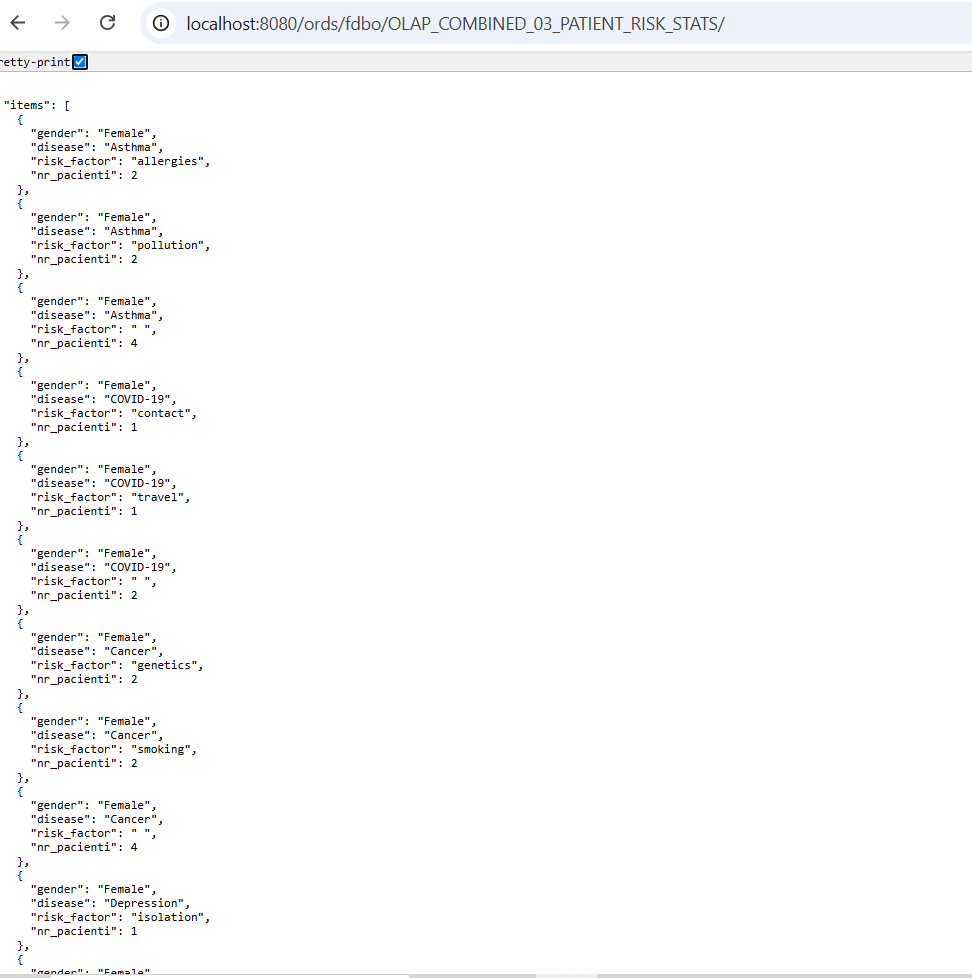 localhost:8080/ords/fdbo/OLAP_COMBINED_03_PATIENT_RISK_STATS/
retty-print
"items": [
{
"gender": "Female",
"disease": "Asthma",
"risk_factor": "allergies",
"nr_pacienti": 2
},
{
"gender": "Female",
"disease": "Asthma",
"risk_factor": "pollution",
"nr_pacienti": 2
},
{
"gender": "Female",
"disease": "Asthma",
"risk_factor": " ",
"nr_pacienti": 4
},
{
"gender": "Female",
"disease": "COVID-19",
"risk_factor": "contact",
"nr_pacienti": 1
},
{
"gender": "Female",
"disease": "COVID-19",
"risk_factor": "travel",
"nr_pacienti": 1
},
{
"gender": "Female",
"disease": "COVID-19",
"risk_factor": " ",
"nr_pacienti": 2
},
{
"gender": "Female",
"disease": "Cancer",
"risk_factor": "genetics",
"nr_pacienti": 2
},
{
"gender": "Female",
"disease": "Cancer",
"risk_factor": "smoking",
"nr_pacienti": 2
},
{
"gender": "Female",
"disease": "Cancer",
"risk_factor": " ",
"nr_pacienti": 4
},
{
"gender": "Female",
"disease": "Depression",
"risk_factor": "isolation",
"nr_pacienti": 1
},
{
"gender": "Female"